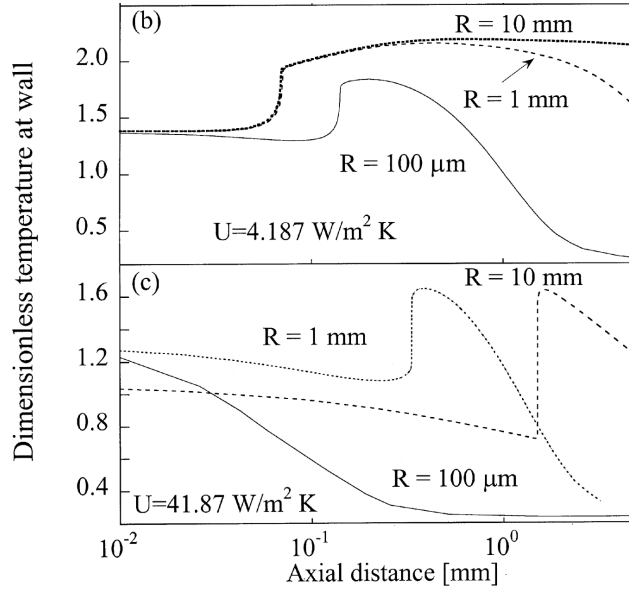 (b)
R = 10 mm
2.0
R = 1 mm
1.5
R = 100 μm
1.0
U=4.187 W/m² K
0.5
Dimensionless temperature at wall
(c)
R = 10 mm
1.6
R = 1 mm
1.2
0.8
R = 100 μm
0.4
U=41.87 W/m² K
10⁻² 10⁻¹ 10⁰
Axial distance [mm]